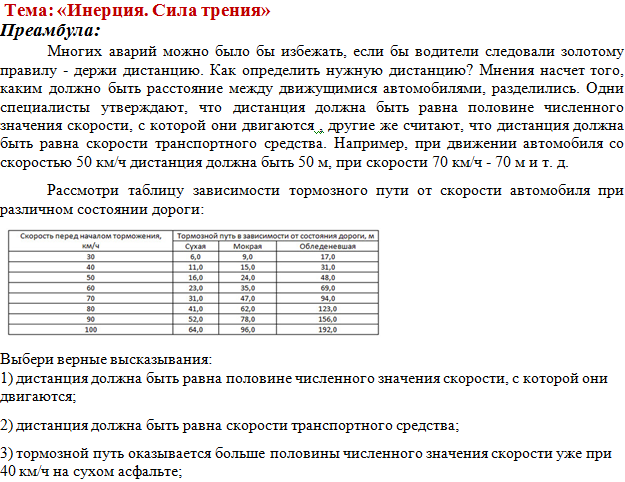 Тема: «Инерция. Сила трения»
Преамбула:
Многих аварий можно было бы избежать, если бы водители следовали золотому
правилу - держи дистанцию. Как определить нужную дистанцию? Мнения насчет того,
каким должно быть расстояние между движущимися автомобилями, разделились. Одни
специалисты утверждают, что дистанция должна быть равна половине численного
значения скорости, с которой они двигаются , другие же считают, что дистанция должна
быть равна скорости транспортного средства. Например, при движении автомобиля со
скоростью 50 км/ч дистанция должна быть 50 м, при скорости 70 км/ч - 70 м и т. д.
Рассмотри таблицу зависимости тормозного пути от скорости автомобиля при
различном состоянии дороги:
Скорость перед началом торможения, км/ч Тормозной путь в зависимости от состояния дороги, м
Сухая Мокрая Обледеневшая
30 6,0 9,0 17,0
40 11,0 15,0 31,0
50 16,0 24,0 48,0
60 23,0 35,0 69,0
70 31,0 47,0 94,0
80 41,0 62,0 123,0
90 52,0 78,0 156,0
100 64,0 96,0 192,0
Выбери верные высказывания:
1) дистанция должна быть равна половине численного значения скорости, с которой они
двигаются;
2) дистанция должна быть равна скорости транспортного средства;
3) тормозной путь оказывается больше половины численного значения скорости уже при
40 км/ч на сухом асфальте;